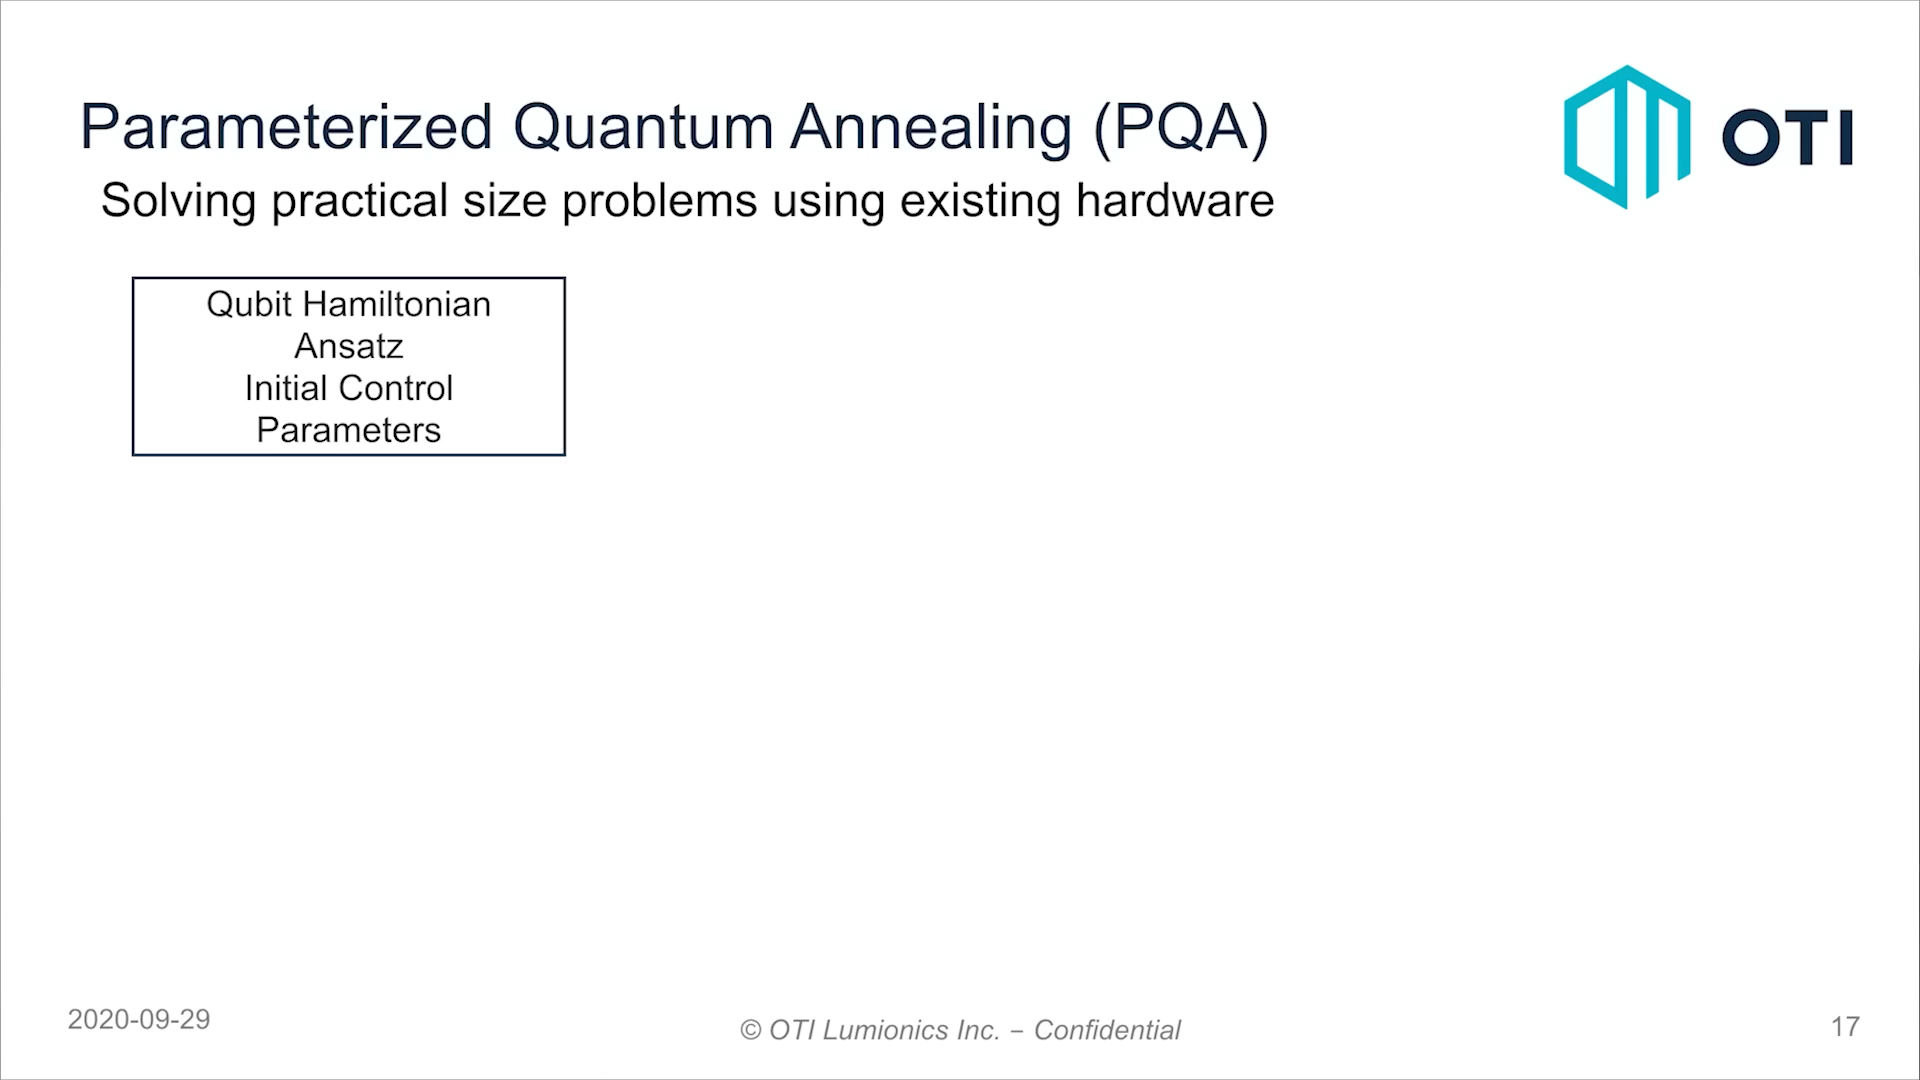 Parameterized Quantum Annealing (PQA)
OTI
Solving practical size problems using existing hardware
Qubit Hamiltonian
Ansatz
Initial Control
Parameters
2020-09-29
© OTI Lumionics Inc. – Confidential
17